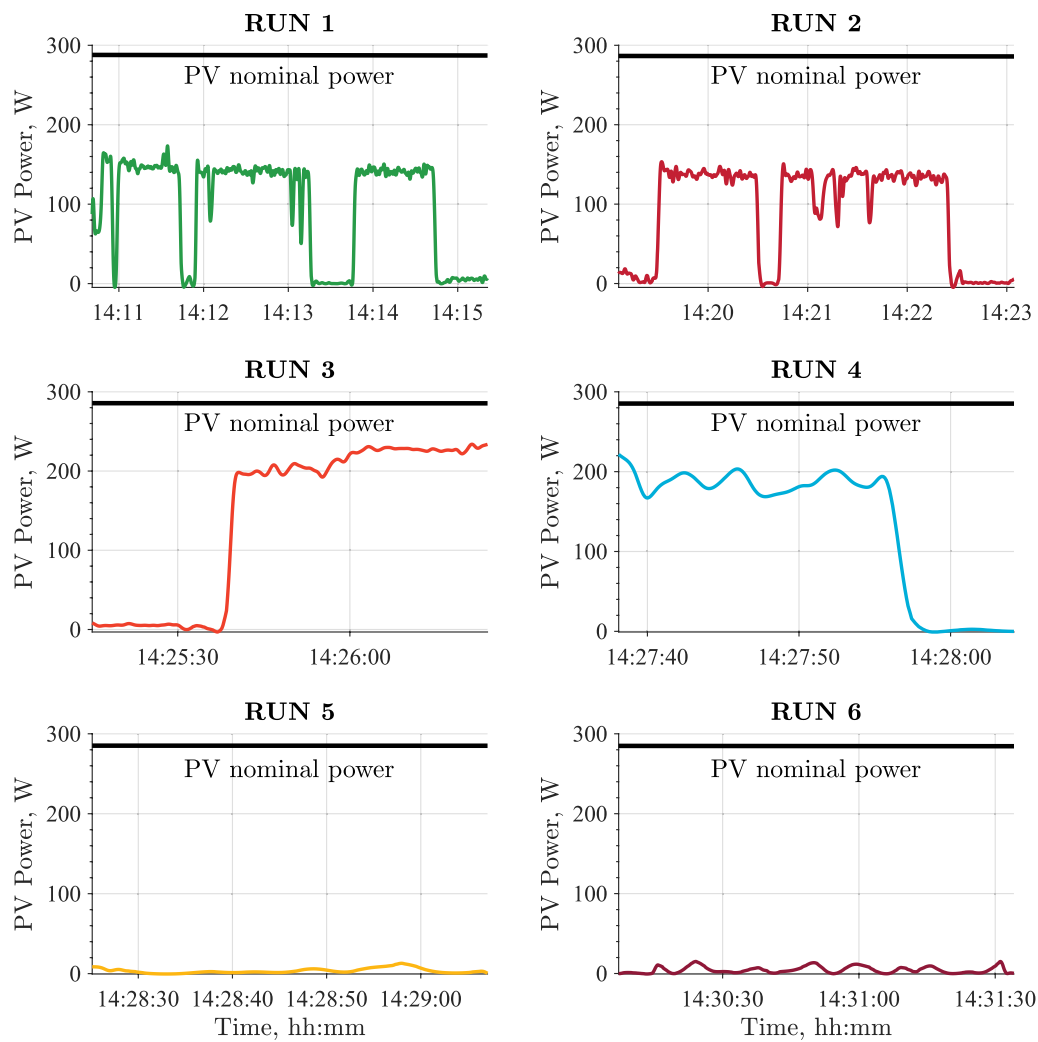 RUN 1
300
200
100
0
PV Power, W
PV nominal power
14:11 14:12 14:13 14:14 14:15
RUN 2
300
200
100
0
PV Power, W
PV nominal power
14:20 14:21 14:22 14:23
RUN 3
300
200
100
0
PV Power, W
PV nominal power
14:25:30 14:26:00
RUN 4
300
200
100
0
PV Power, W
PV nominal power
14:27:40 14:27:50 14:28:00
RUN 5
300
200
100
0
PV Power, W
PV nominal power
14:28:30 14:28:40 14:28:50 14:29:00
Time, hh:mm
RUN 6
300
200
100
0
PV Power, W
PV nominal power
14:30:30 14:31:00 14:31:30
Time, hh:mm